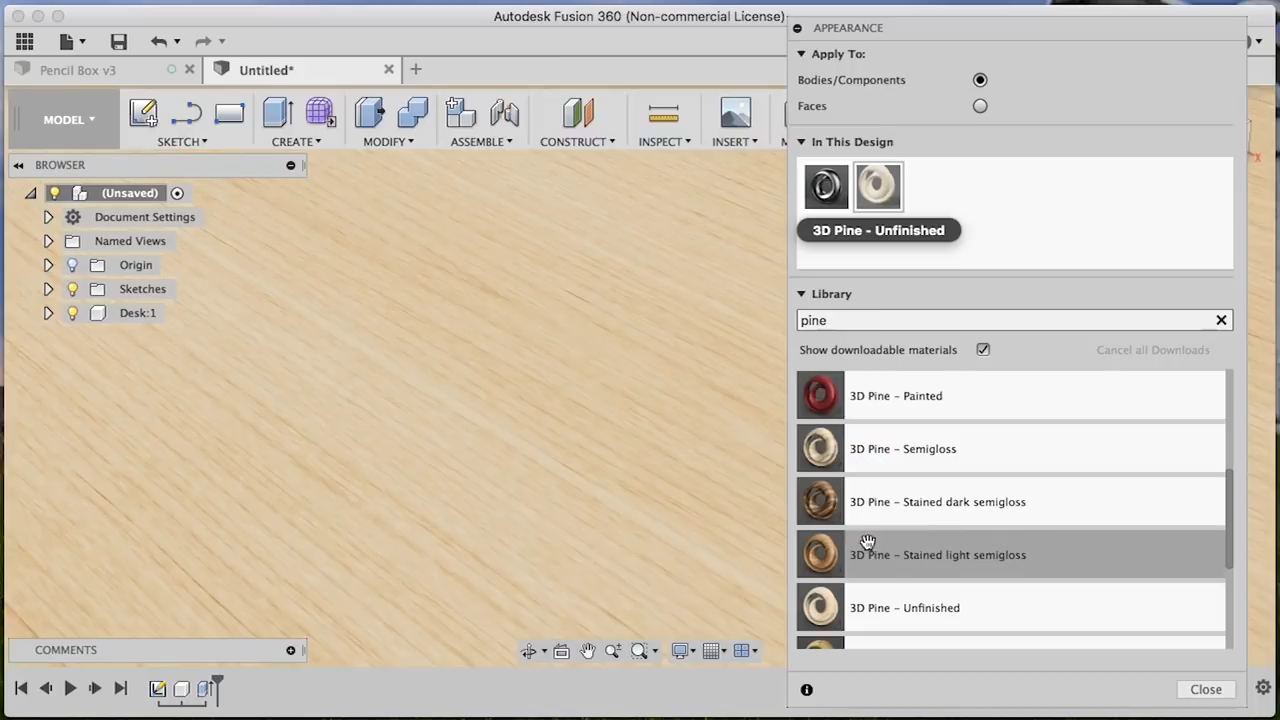 Autodesk Fusion 360 (Non-commercial License)
APPEARANCE
Apply To:
Pencil Box v3
Untitled*
Bodies/Components
Faces
MODEL
SKETCH
CREATE
MODIFY
ASSEMBLE
CONSTRUCT
INSPECT
INSERT
In This Design
BROWSER
(Unsaved)
Document Settings
3D Pine - Unfinished
Named Views
Origin
Sketches
Library
Desk:1
pine
Show downloadable materials
Cancel all Downloads
3D Pine - Painted
3D Pine - Semigloss
3D Pine - Stained dark semigloss
3D Pine - Stained light semigloss
3D Pine - Unfinished
COMMENTS
Close